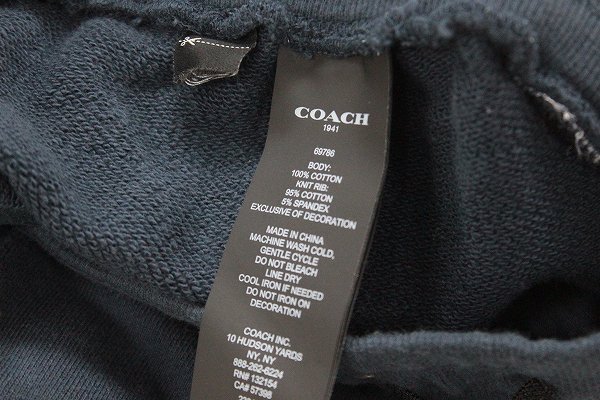 COACH
1941
69786
BODY:
100% COTTON
KNIT RIB:
95% COTTON
5% SPANDEX
EXCLUSIVE OF DECORATION
MADE IN CHINA
MACHINE WASH COLD,
GENTLE CYCLE
DO NOT BLEACH
LINE DRY
COOL IRON IF NEEDED
DO NOT IRON ON
DECORATION
COACH INC.
10 HUDSON YARDS
NY, NY
888-262-6224
RN# 132154
CA# 57398